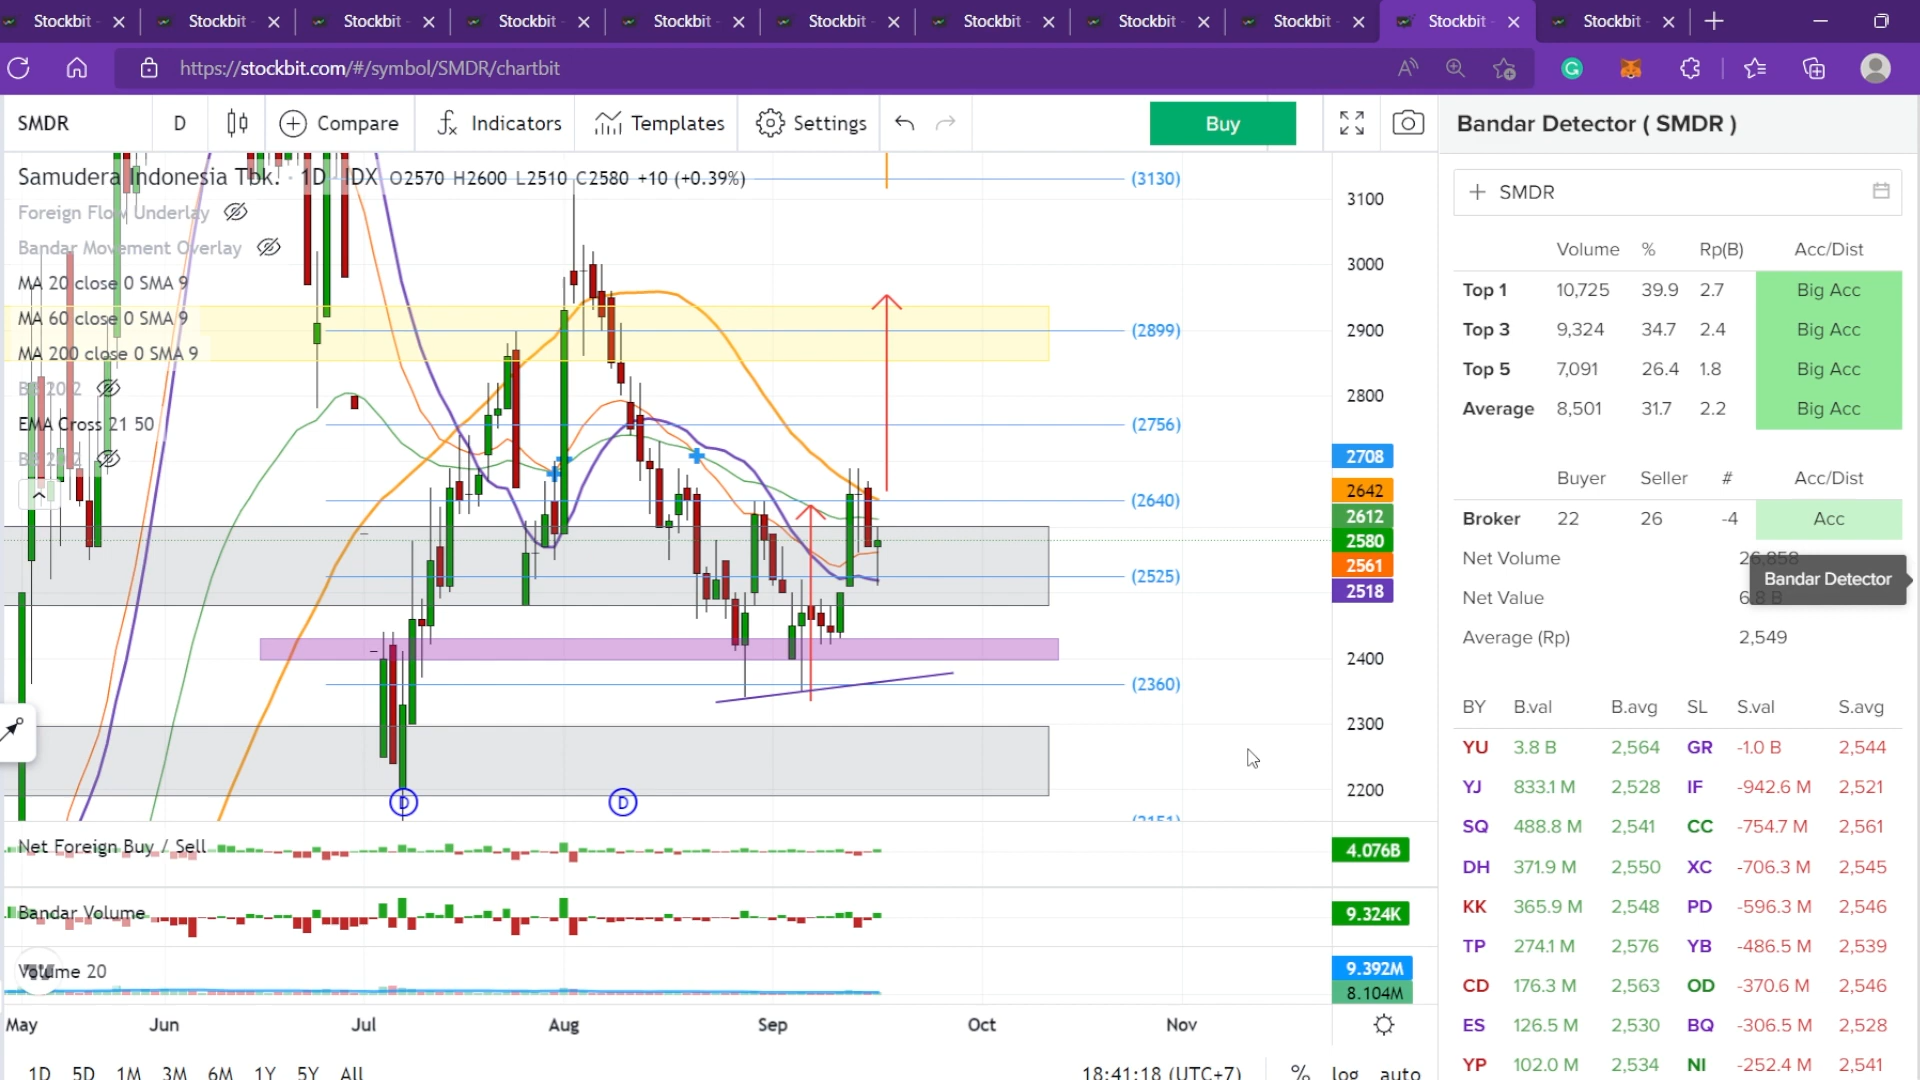 Stockbit Stockbit Stockbit Stockbit Stockbit Stockbit Stockbit Stockbit Stockbit Stockbit Stockbit
https://stockbit.com/#/symbol/SMDR/chartbit
SMDR D Compare Indicators Templates Settings Buy
Bandar Detector ( SMDR )
Samudera Indonesia Tbk. · 1D · IDX O2570 H2600 L2510 C2580 +10 (+0.39%)
Foreign Flow Underlay
Bandar Movement Overlay
MA 20 close 0 SMA 9
MA 60 close 0 SMA 9
MA 200 close 0 SMA 9
BB 20 2
EMA Cross 21 50
BB 20 2
(3130)
(2899)
(2756)
(2640)
(2525)
(2360)
(2151)
3100
3000
2900
2800
2708
2642
2612
2580
2561
2518
2400
2300
2200
D D
Net Foreign Buy / Sell 4.076B
Bandar Volume 9.324K
Volume 20 9.392M
8.104M
May Jun Jul Aug Sep Oct Nov
1D 5D 1M 3M 6M 1Y 5Y All 18:41:18 (UTC+7) % log auto
SMDR
Volume % Rp(B) Acc/Dist
Top 1 10,725 39.9 2.7 Big Acc
Top 3 9,324 34.7 2.4 Big Acc
Top 5 7,091 26.4 1.8 Big Acc
Average 8,501 31.7 2.2 Big Acc
Buyer Seller # Acc/Dist
Broker 22 26 -4 Acc
Net Volume 26,858
Bandar Detector
Net Value 6.8 B
Average (Rp) 2,549
BY B.val B.avg SL S.val S.avg
YU 3.8 B 2,564 GR -1.0 B 2,544
YJ 833.1 M 2,528 IF -942.6 M 2,521
SQ 488.8 M 2,541 CC -754.7 M 2,561
DH 371.9 M 2,550 XC -706.3 M 2,545
KK 365.9 M 2,548 PD -596.3 M 2,546
TP 274.1 M 2,576 YB -486.5 M 2,539
CD 176.3 M 2,563 OD -370.6 M 2,546
ES 126.5 M 2,530 BQ -306.5 M 2,528
YP 102.0 M 2,534 NI -252.4 M 2,541